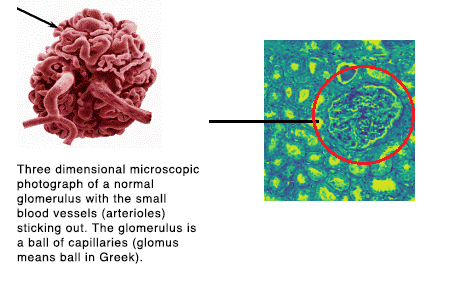 Three dimensional microscopic
photograph of a normal
glomerulus with the small
blood vessels (arterioles)
sticking out. The glomerulus is
a ball of capillaries (glomus
means ball in Greek).